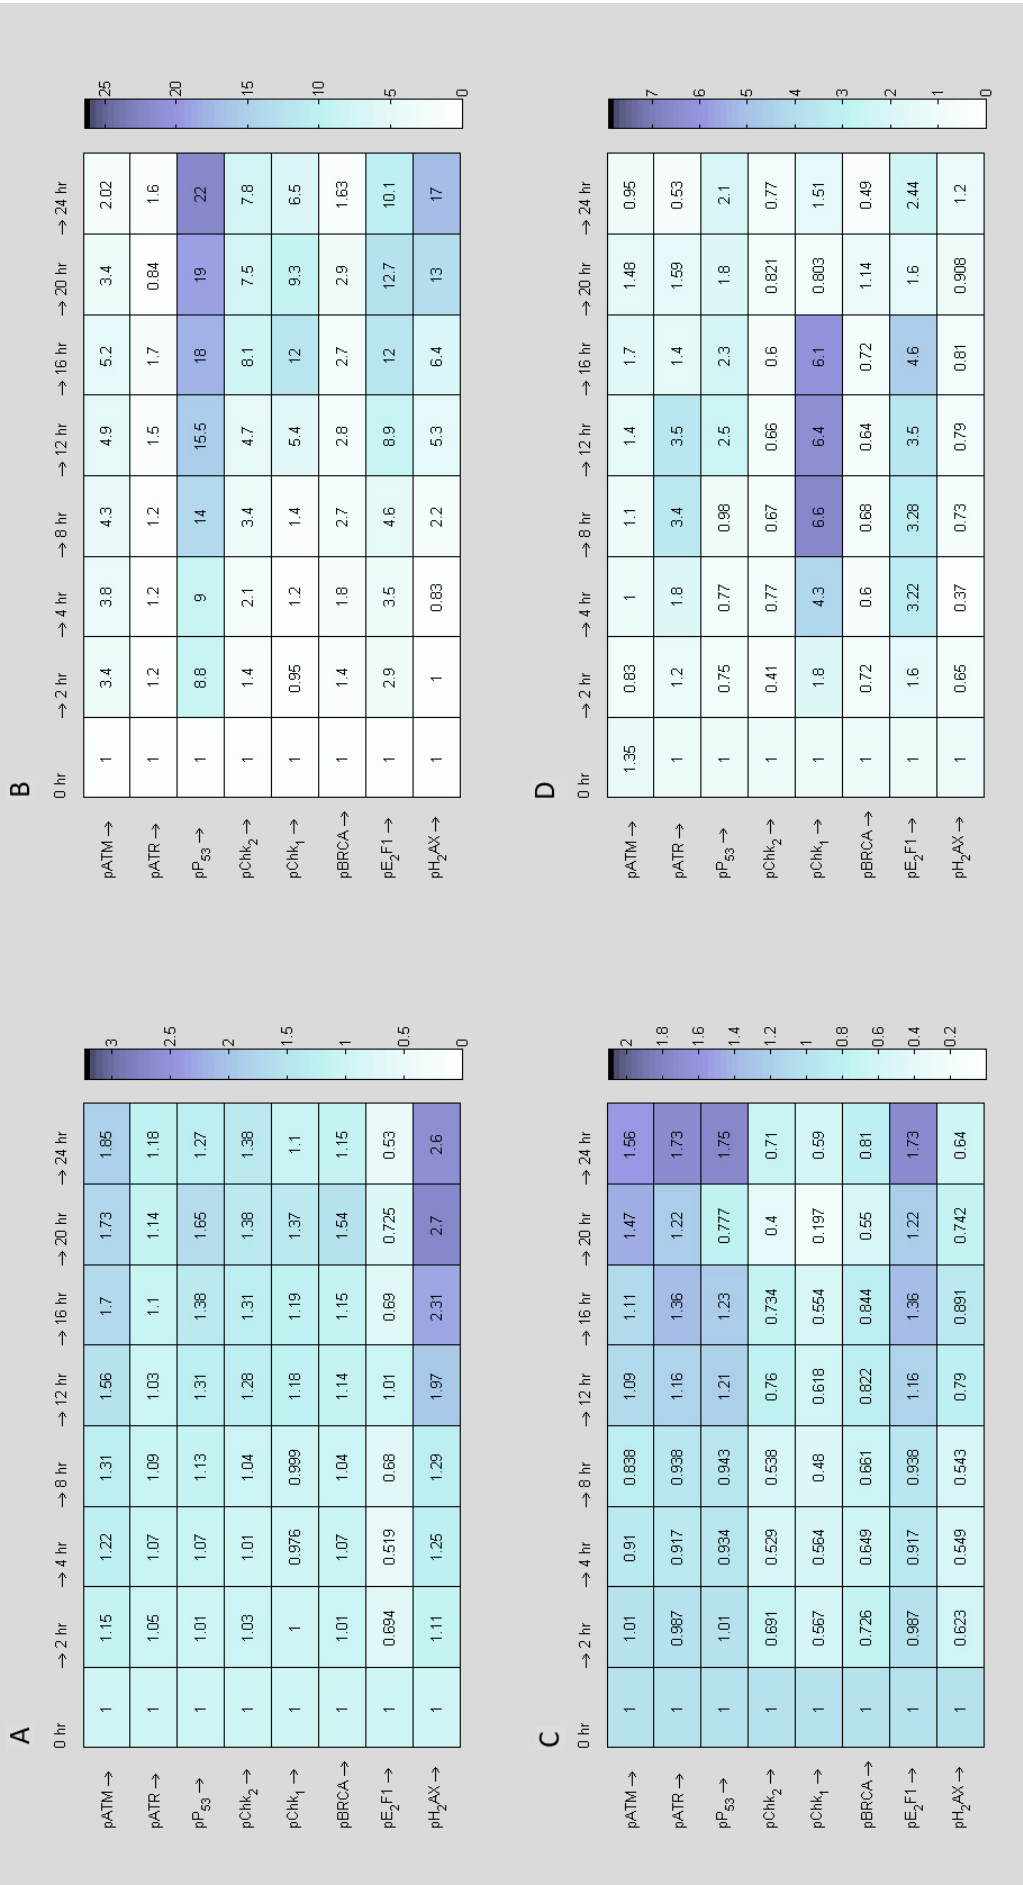 A
0 hr → 2 hr → 4 hr → 8 hr → 12 hr → 16 hr → 20 hr → 24 hr
pATM → 1 1.15 1.22 1.31 1.56 1.7 1.73 1.85
pATR → 1 1.05 1.07 1.09 1.03 1.1 1.14 1.18
pP53 → 1 1.01 1.07 1.13 1.31 1.38 1.65 1.27
pChk2 → 1 1.03 1.01 1.04 1.28 1.31 1.38 1.38
pChk1 → 1 1 0.976 0.999 1.18 1.19 1.37 1.1
pBRCA → 1 1.01 1.07 1.04 1.14 1.15 1.54 1.15
pE2F1 → 1 0.694 0.519 0.68 1.01 0.69 0.725 0.53
pH2AX → 1 1.11 1.25 1.29 1.97 2.31 2.7 2.6
3
2.5
2
1.5
1
0.5
0
B
0 hr → 2 hr → 4 hr → 8 hr → 12 hr → 16 hr → 20 hr → 24 hr
pATM → 1 3.4 3.8 4.3 4.9 5.2 3.4 2.02
pATR → 1 1.2 1.2 1.2 1.5 1.7 0.84 1.6
pP53 → 1 8.8 9 14 15.5 18 19 22
pChk2 → 1 1.4 2.1 3.4 4.7 8.1 7.5 7.8
pChk1 → 1 0.95 1.2 1.4 5.4 12 9.3 6.5
pBRCA → 1 1.4 1.8 2.7 2.8 2.7 2.9 1.63
pE2F1 → 1 2.9 3.5 4.6 8.9 12 12.7 10.1
pH2AX → 1 1 0.83 2.2 5.3 6.4 13 17
25
20
15
10
5
0
C
0 hr → 2 hr → 4 hr → 8 hr → 12 hr → 16 hr → 20 hr → 24 hr
pATM → 1 1.01 0.91 0.838 1.09 1.11 1.47 1.56
pATR → 1 0.987 0.917 0.938 1.16 1.36 1.22 1.73
pP53 → 1 1.01 0.934 0.943 1.21 1.23 0.777 1.75
pChk2 → 1 0.691 0.529 0.538 0.76 0.734 0.4 0.71
pChk1 → 1 0.567 0.564 0.48 0.618 0.554 0.197 0.59
pBRCA → 1 0.726 0.649 0.661 0.822 0.844 0.55 0.81
pE2F1 → 1 0.987 0.917 0.938 1.16 1.36 1.22 1.73
pH2AX → 1 0.623 0.549 0.543 0.79 0.891 0.742 0.64
2
1.8
1.6
1.4
1.2
1
0.8
0.6
0.4
0.2
D
0 hr → 2 hr → 4 hr → 8 hr → 12 hr → 16 hr → 20 hr → 24 hr
pATM → 1.35 0.83 1 1.1 1.4 1.7 1.48 0.95
pATR → 1 1.2 1.8 3.4 3.5 1.4 1.59 0.53
pP53 → 1 0.75 0.77 0.98 2.5 2.3 1.8 2.1
pChk2 → 1 0.41 0.77 0.67 0.66 0.6 0.821 0.77
pChk1 → 1 1.8 4.3 6.6 6.4 6.1 0.803 1.51
pBRCA → 1 0.72 0.6 0.68 0.64 0.72 1.14 0.49
pE2F1 → 1 1.6 3.22 3.28 3.5 4.6 1.6 2.44
pH2AX → 1 0.65 0.37 0.73 0.79 0.81 0.908 1.2
7
6
5
4
3
2
1
0